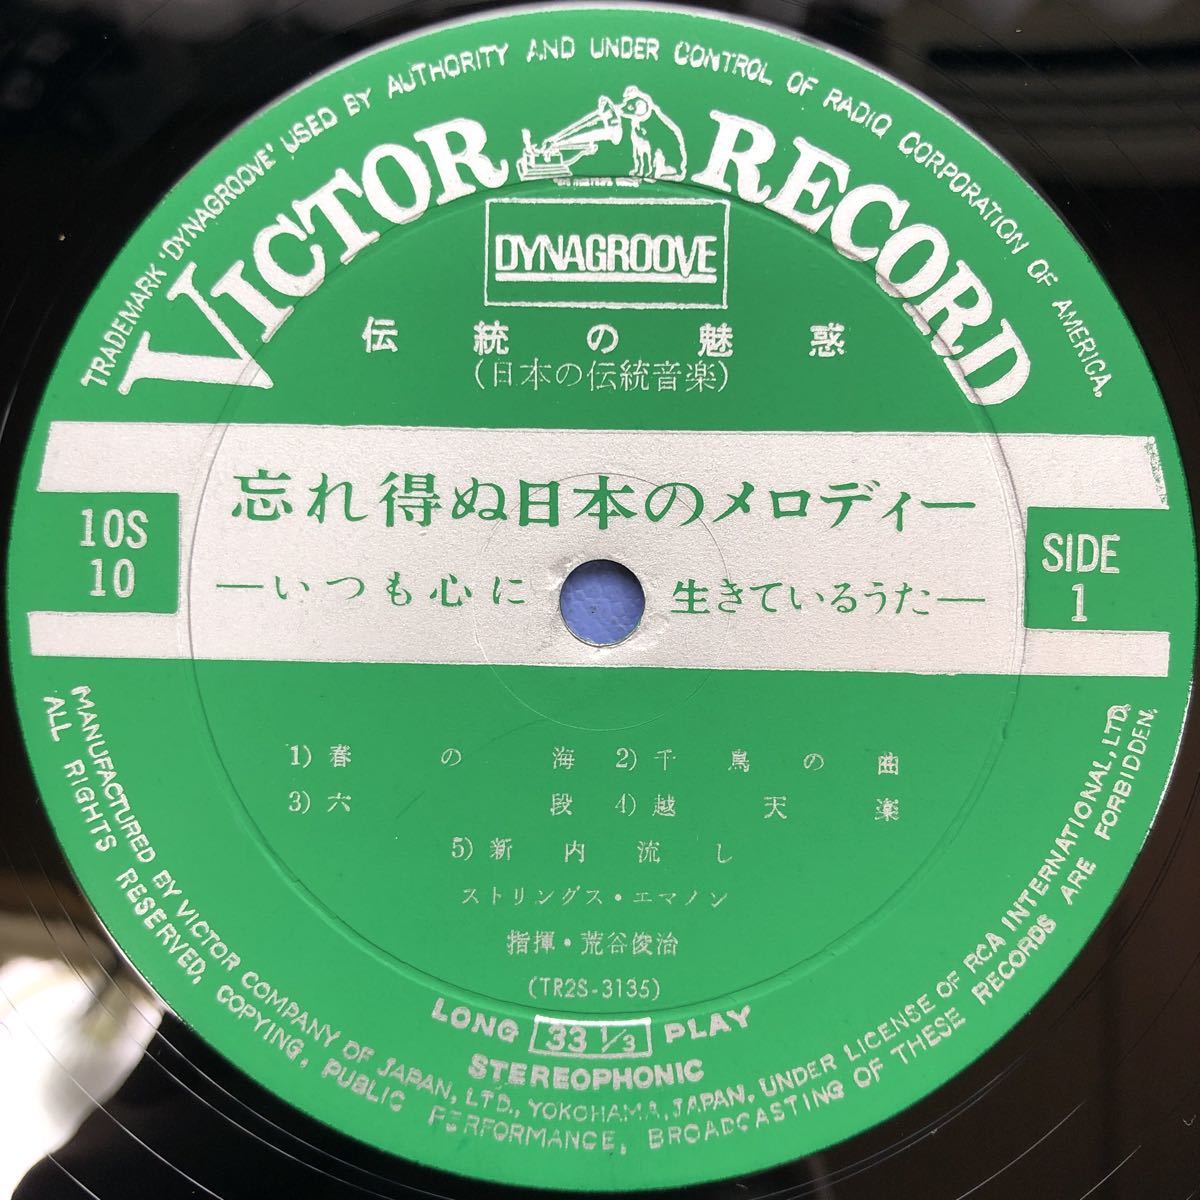 TRADEMARK 'DYNAGROOVE' USED BY AUTHORITY AND UNDER CONTROL OF RADIO CORPORATION OF AMERICA.
VICTOR RECORD
DYNAGROOVE
伝統の魅惑
(日本の伝統音楽)
忘れ得ぬ日本のメロディー
―いつも心に 生きているうた―
10S
10
SIDE
1
1) 春の海 2) 千鳥の曲
3) 六段 4) 越天楽
5) 新内流し
ストリングス・エマノン
指揮・荒谷俊治
(TR2S-3135)
LONG 33 1/3 PLAY
STEREOPHONIC
MANUFACTURED BY VICTOR COMPANY OF JAPAN, LTD., YOKOHAMA, JAPAN, UNDER LICENSE OF RCA INTERNATIONAL, LTD.
ALL RIGHTS RESERVED, COPYING, PUBLIC PERFORMANCE, BROADCASTING OF THESE RECORDS ARE FORBIDDEN.